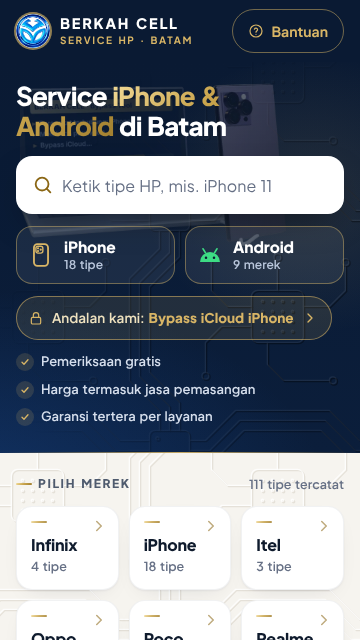 BERKAH CELL
SERVICE HP · BATAM
Bantuan
Service iPhone &
Android di Batam
Ketik tipe HP, mis. iPhone 11
iPhone
18 tipe
Android
9 merek
Andalan kami: Bypass iCloud iPhone
Pemeriksaan gratis
Harga termasuk jasa pemasangan
Garansi tertera per layanan
PILIH MEREK
111 tipe tercatat
Infinix
4 tipe
iPhone
18 tipe
Itel
3 tipe
Oppo
Poco
Realme